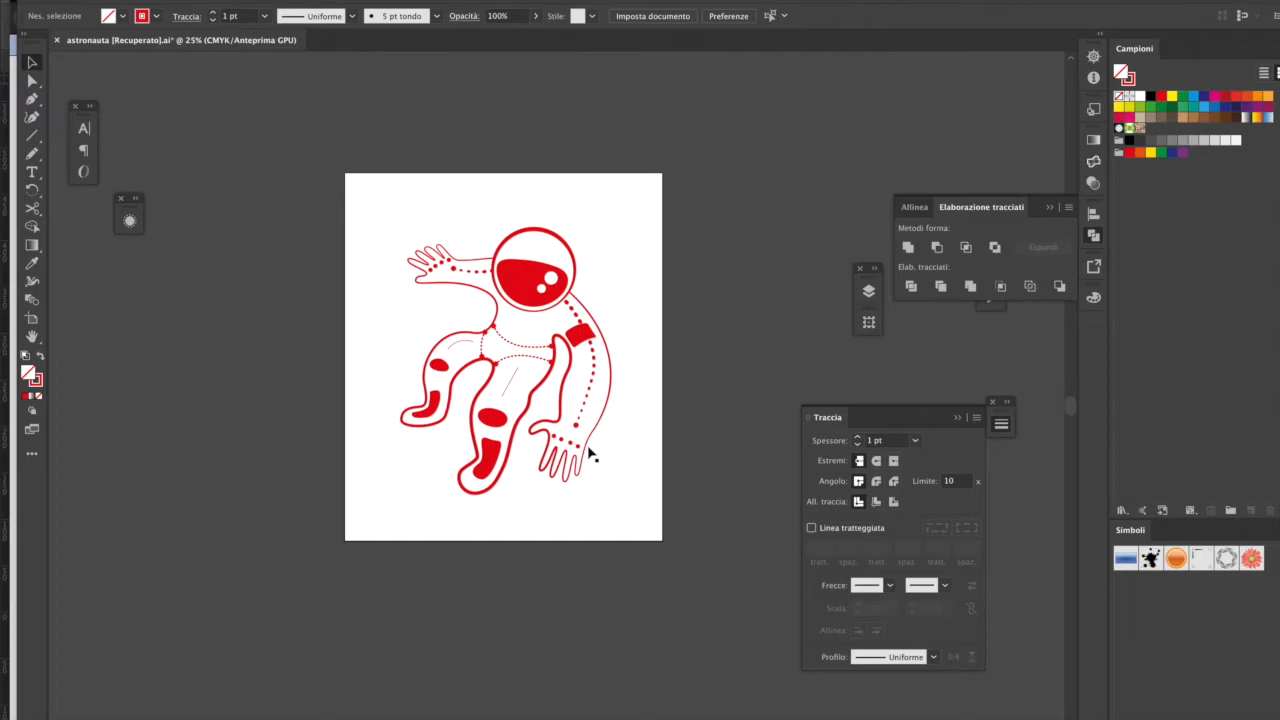 Nes. selezione
Traccia:
1 pt
Uniforme
5 pt tondo
Opacità:
100%
Stile:
Imposta documento
Preferenze
astronauta [Recuperato].ai* @ 25% (CMYK/Anteprima GPU)
Campioni
Allinea
Elaborazione tracciati
Metodi forma:
Espandi
Elab. tracciati:
Traccia
Spessore:
1 pt
Estremi:
Angolo:
Limite:
10
x
All. traccia:
Linea tratteggiata
tratt.
spaz.
tratt.
spaz.
tratt.
spaz.
Frecce:
Scala:
Allinea:
Profilo:
Uniforme
Simboli